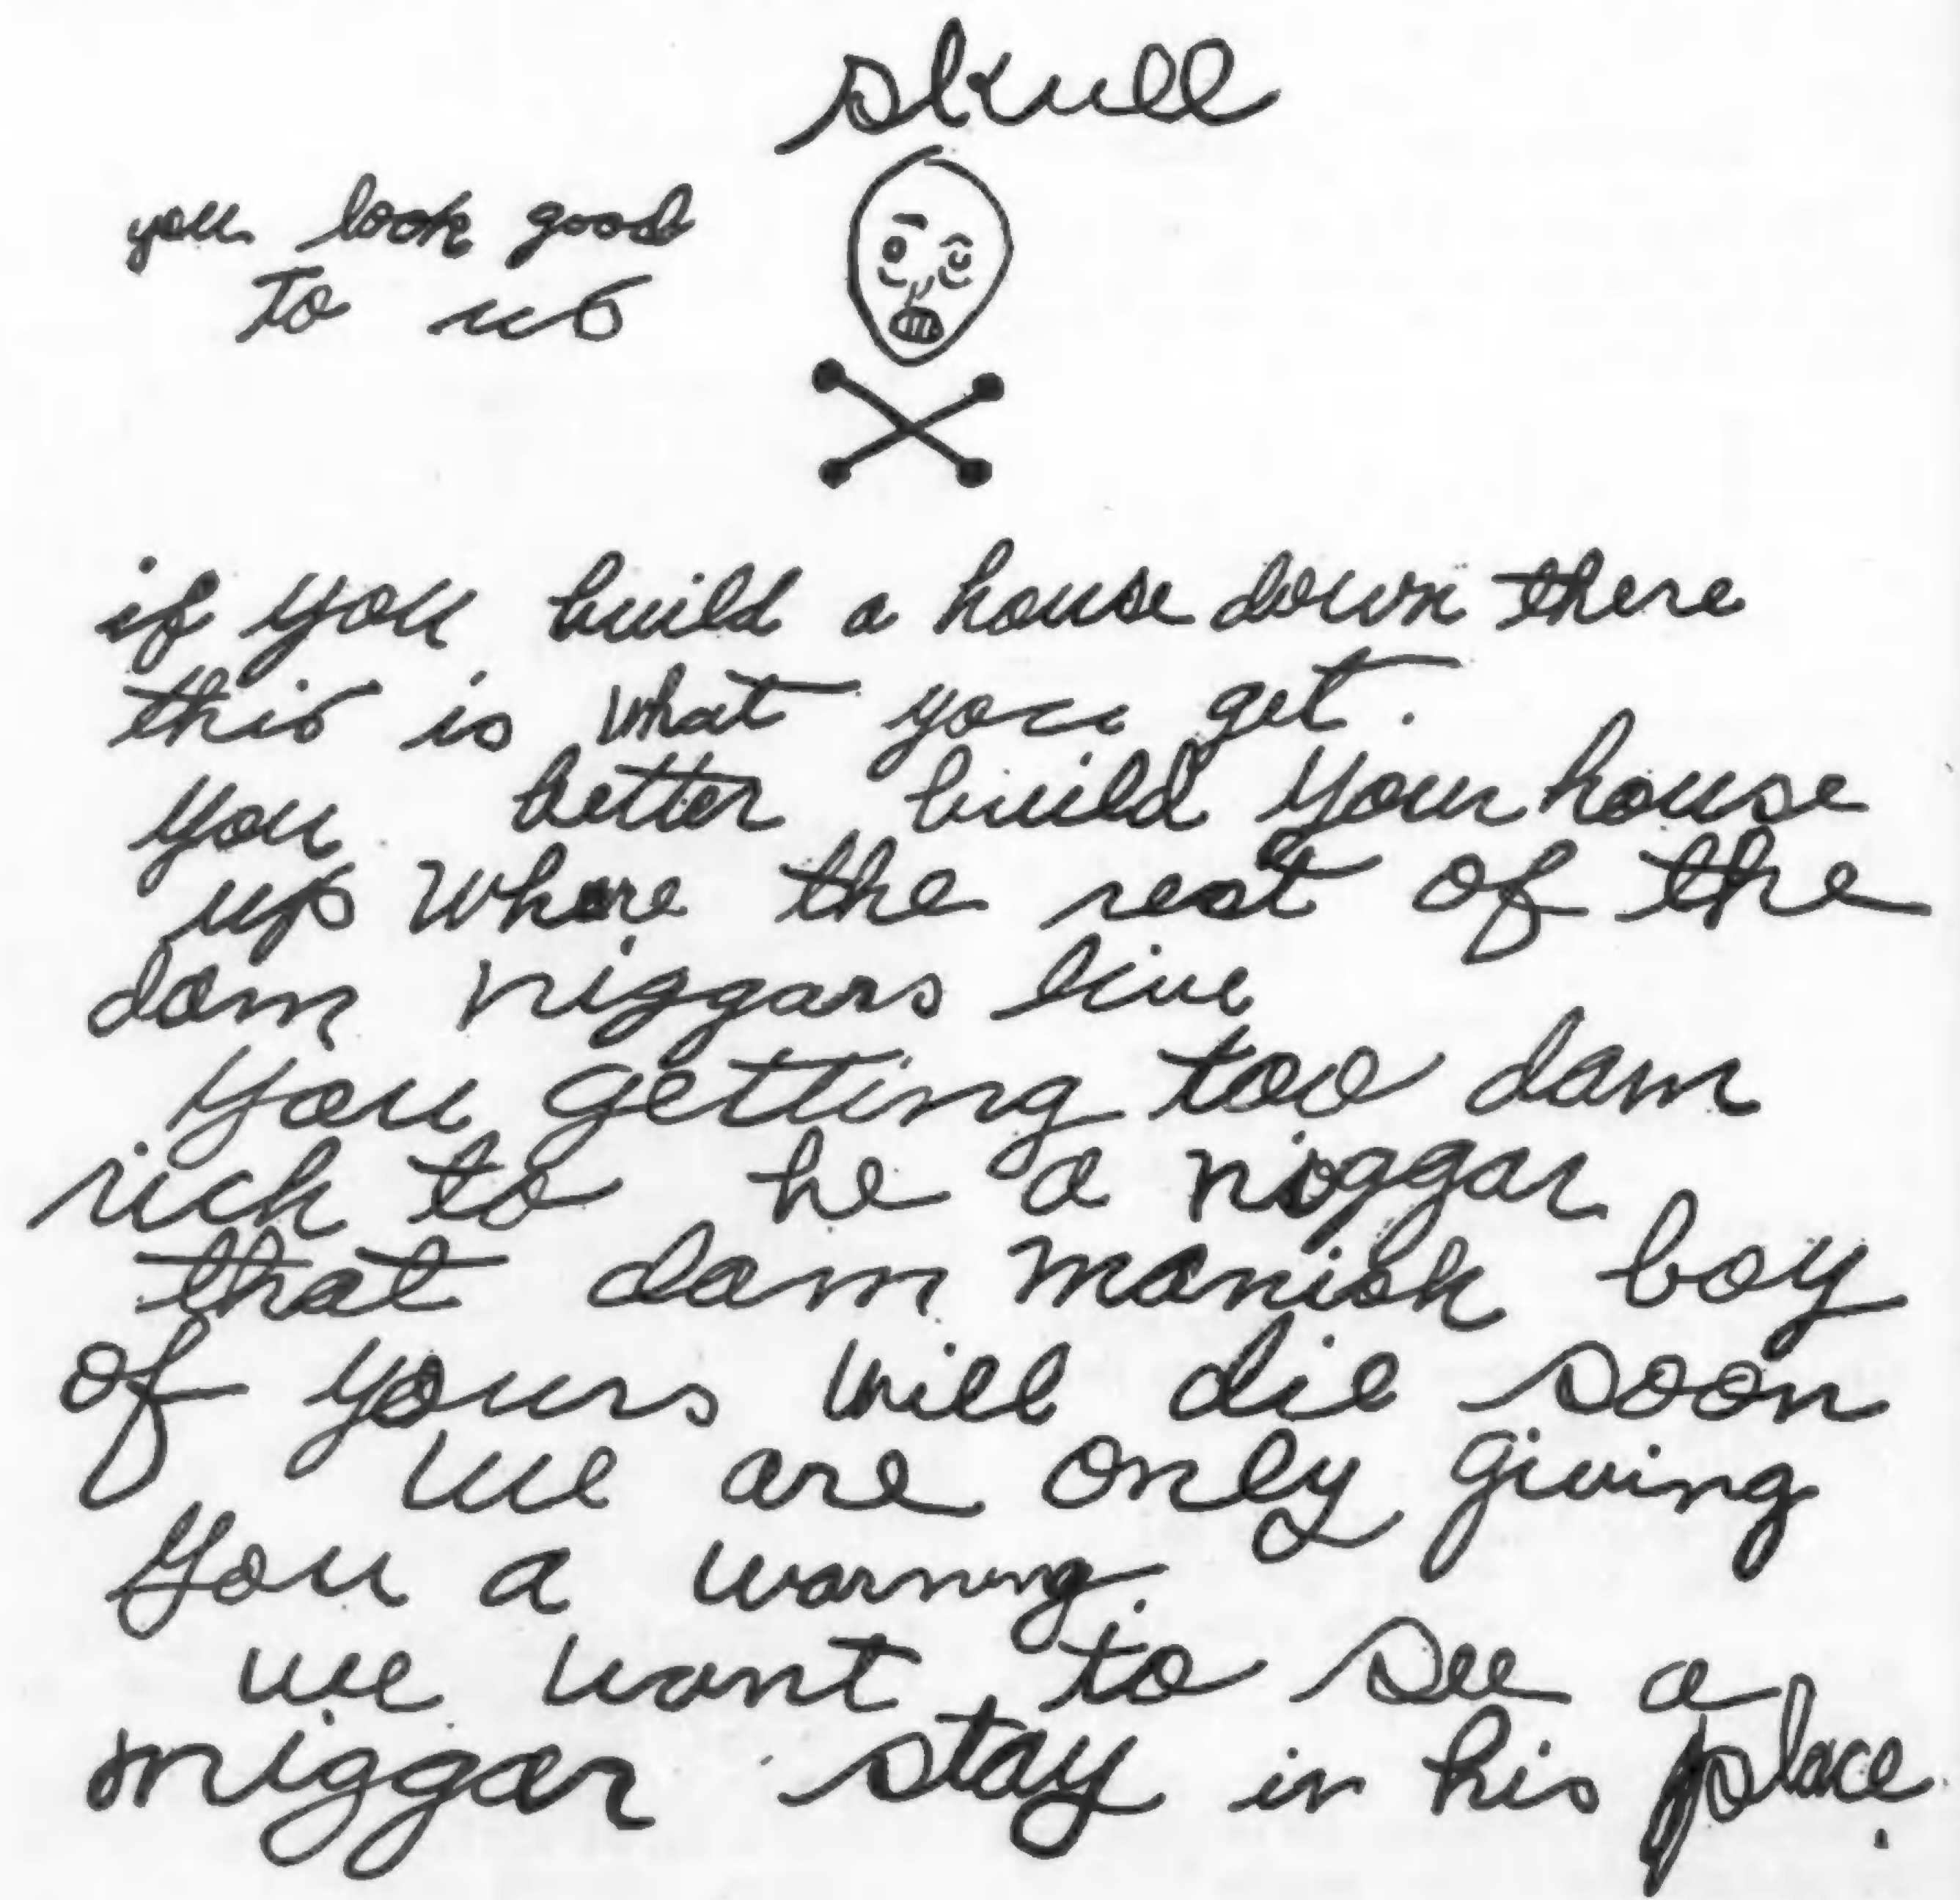 skull
you look good
to us
if you build a house down there
this is what you get.
you better build your house
up where the rest of the
dam niggars live
You getting too dam
rich to be a niggar
that dam manish boy
of yours will die soon
we are only giving
You a warning.
we want to see a
niggar stay in his place.